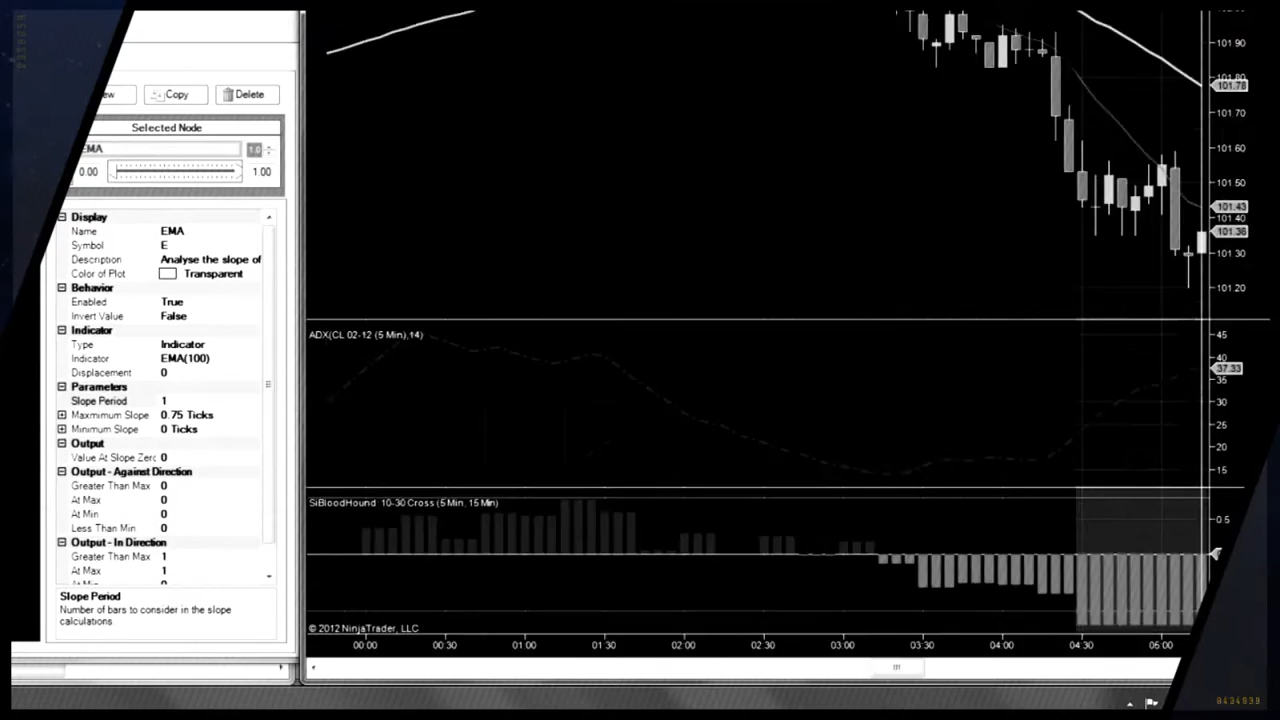 ew
Copy
Delete
Selected Node
EMA
1.0
0.00
1.00
Display
Name EMA
Symbol E
Description Analyse the slope of
Color of Plot Transparent
Behavior
Enabled True
Invert Value False
Indicator
Type Indicator
Indicator EMA(100)
Displacement 0
Parameters
Slope Period 1
Maxmimum Slope 0.75 Ticks
Minimum Slope 0 Ticks
Output
Value At Slope Zerc 0
Output - Against Direction
Greater Than Max 0
At Max 0
At Min 0
Less Than Min 0
Output - In Direction
Greater Than Max 1
At Max 1
At Min 0
Slope Period
Number of bars to consider in the slope
calculations.
101.90
101.80
101.78
101.70
101.60
101.50
101.43
101.40
101.36
101.30
101.20
ADX(CL 02-12 (5 Min),14)
45
40
37.33
35
30
25
20
15
SiBloodHound: 10-30 Cross (5 Min, 15 Min)
0.5
© 2012 NinjaTrader, LLC
00:00 00:30 01:00 01:30 02:00 02:30 03:00 03:30 04:00 04:30 05:00
8434039